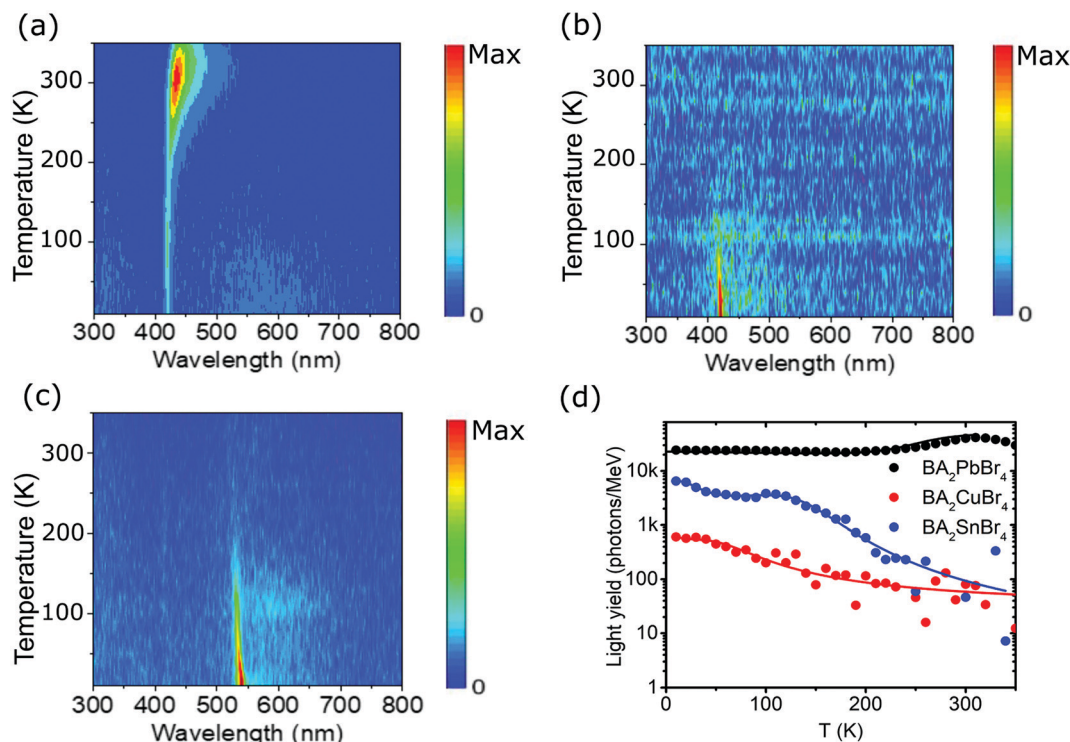 (a)
Temperature (K)
300
200
100
300 400 500 600 700 800
Wavelength (nm)
Max
0
(b)
Temperature (K)
300
200
100
300 400 500 600 700 800
Wavelength (nm)
Max
0
(c)
Temperature (K)
300
200
100
300 400 500 600 700 800
Wavelength (nm)
Max
0
(d)
Light yield (photons/MeV)
10k
1k
100
10
1
0 100 200 300
T (K)
BA₂PbBr₄
BA₂CuBr₄
BA₂SnBr₄